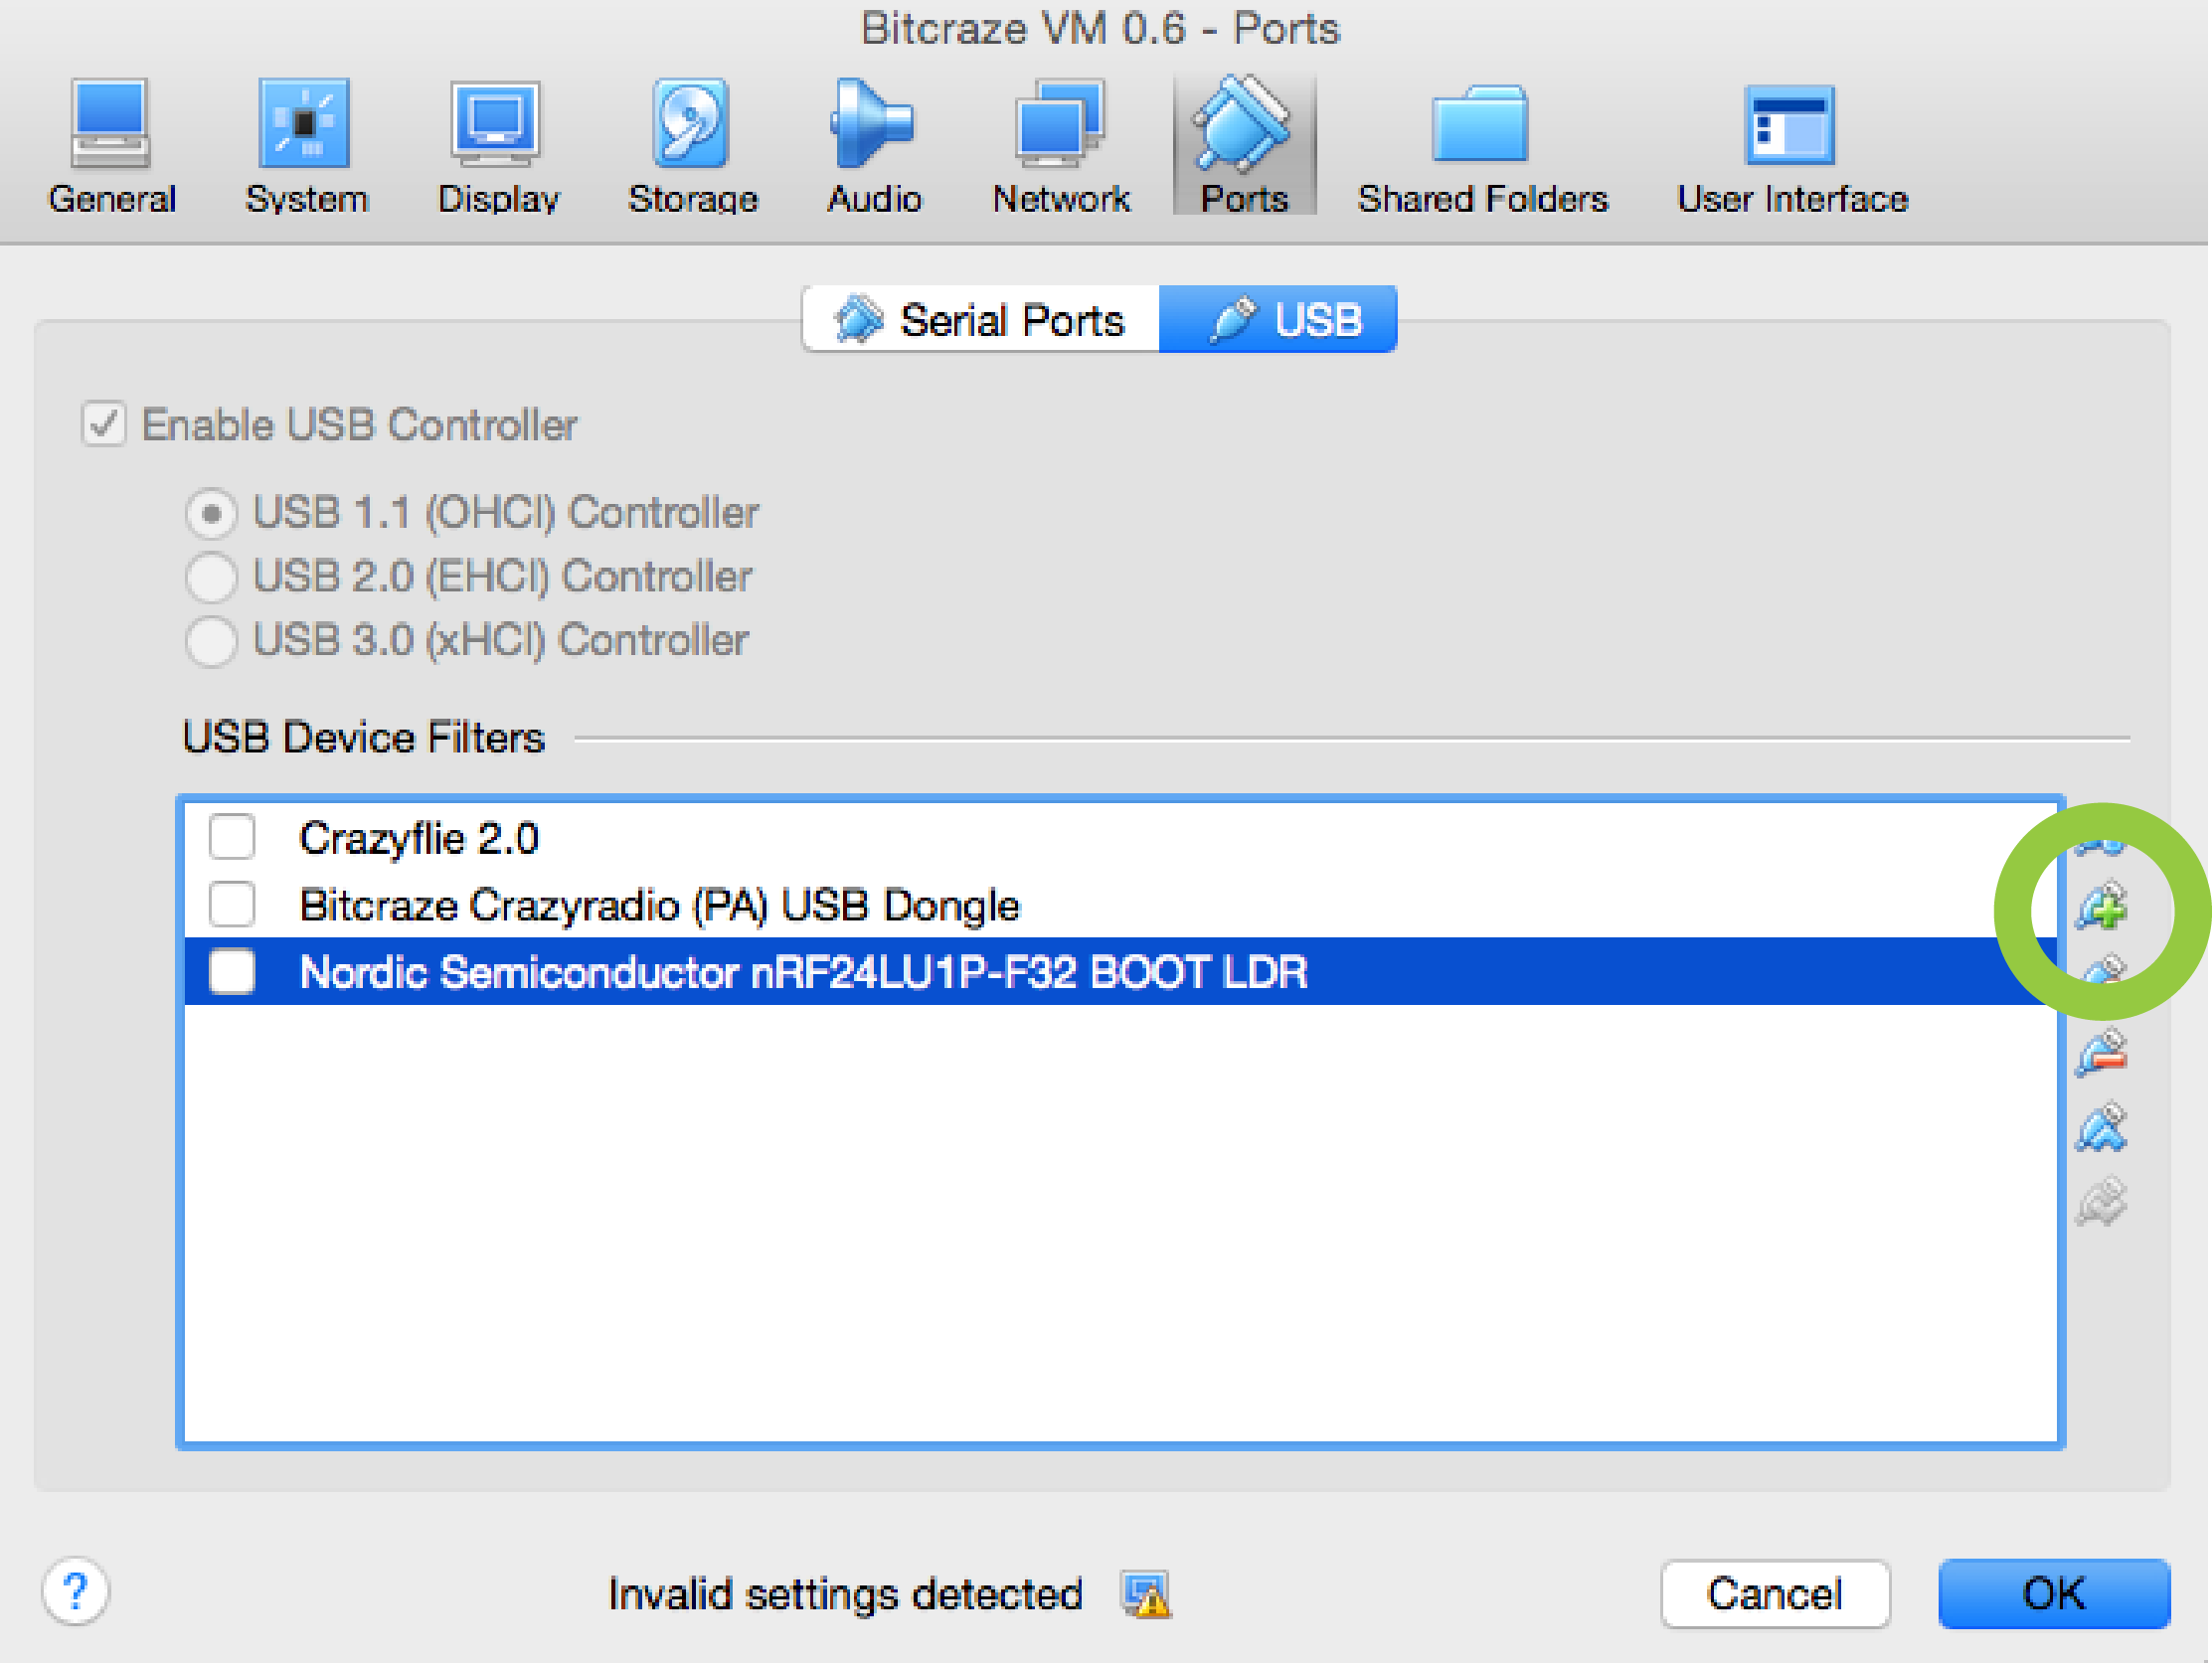 Bitcraze VM 0.6 - Ports
General System Display Storage Audio Network Ports Shared Folders User Interface
Serial Ports USB
Enable USB Controller
USB 1.1 (OHCI) Controller
USB 2.0 (EHCI) Controller
USB 3.0 (xHCI) Controller
USB Device Filters
Crazyflie 2.0
Bitcraze Crazyradio (PA) USB Dongle
Nordic Semiconductor nRF24LU1P-F32 BOOT LDR
? Invalid settings detected Cancel OK